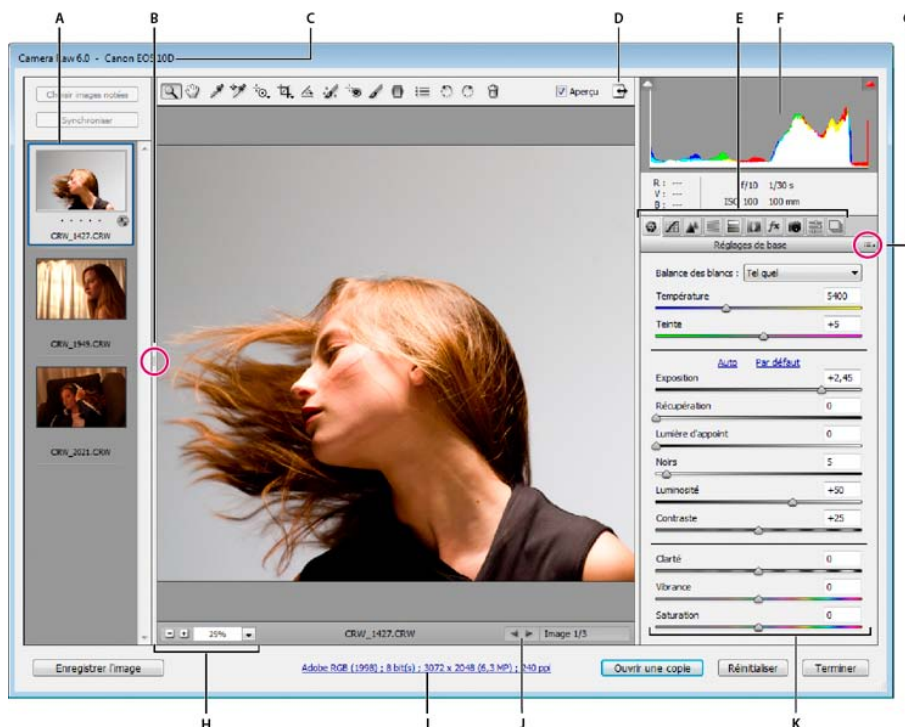 A B C D E F
Camera Raw 6.0 - Canon EOS 10D
Choisir images notées
Synchroniser
Aperçu
R : ---
V : ---
B : ---
f/10 1/30 s
ISO 100 100 mm
CRW_1427.CRW
CRW_1949.CRW
CRW_2021.CRW
fx
Réglages de base
Balance des blancs : Tel quel
Température 5400
Teinte +5
Auto Par défaut
Exposition +2,45
Récupération 0
Lumière d'appoint 0
Noirs 5
Luminosité +50
Contraste +25
Clarté 0
Vibrance 0
Saturation 0
29% CRW_1427.CRW Image 1/3
Enregistrer l'image Adobe RGB (1998) ; 8 bit(s) ; 3072 x 2048 (6,3 MP) ; 240 ppi Ouvrir une copie Réinitialiser Terminer
H I J K